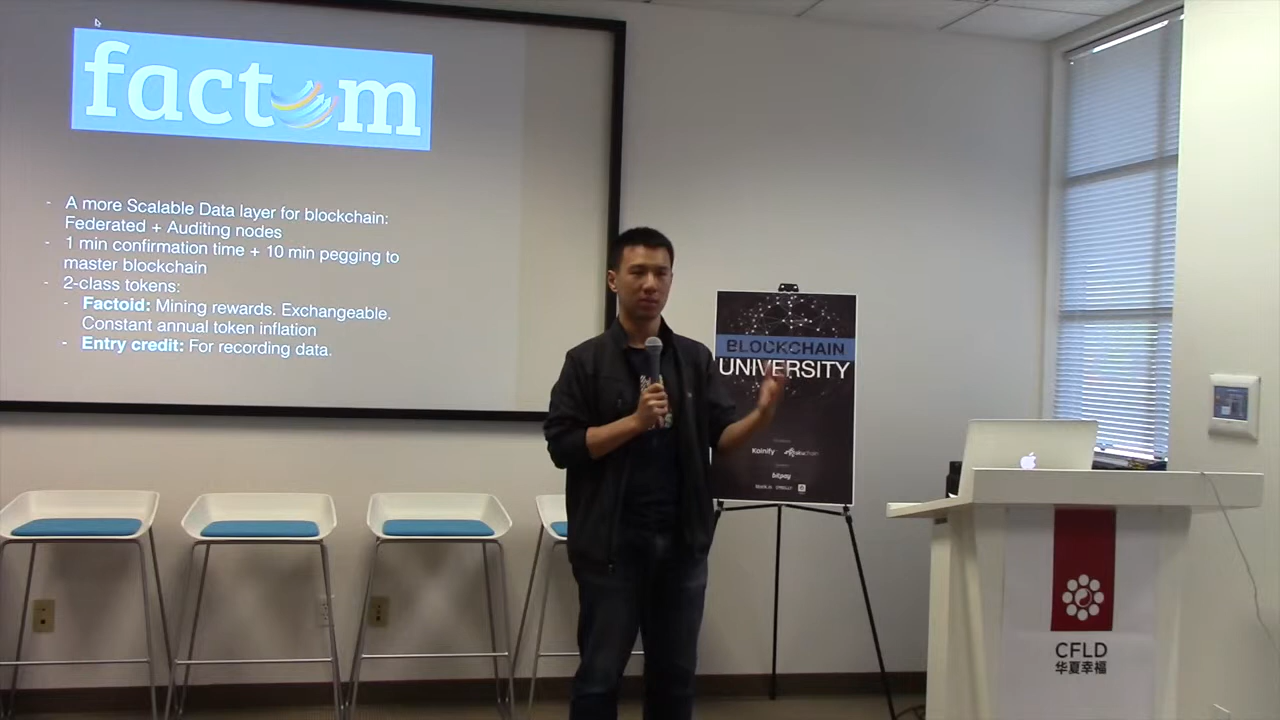 factom
- A more Scalable Data layer for blockchain:
Federated + Auditing nodes
- 1 min confirmation time + 10 min pegging to
master blockchain
- 2-class tokens:
- Factoid: Mining rewards. Exchangeable.
Constant annual token inflation
- Entry credit: For recording data.
BLOCKCHAIN
UNIVERSITY
Koinify
bitpay
CFLD
华夏幸福